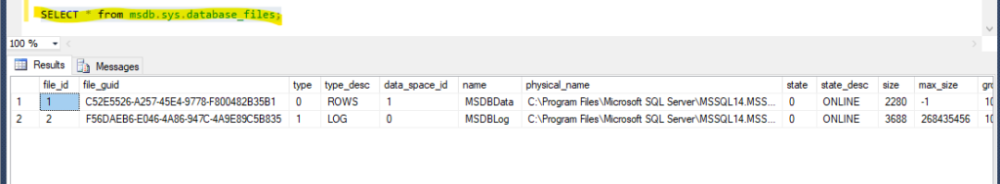 SELECT * from msdb.sys.database_files;
100 %
Results Messages
file_id file_guid type type_desc data_space_id name physical_name state state_desc size max_size gr
1 1 C52E5526-A257-45E4-9778-F800482B35B1 0 ROWS 1 MSDBData C:\Program Files\Microsoft SQL Server\MSSQL14.MSS... 0 ONLINE 2280 -1 10
2 2 F56DAEB6-E046-4A86-947C-4A9E89C5B835 1 LOG 0 MSDBLog C:\Program Files\Microsoft SQL Server\MSSQL14.MSS... 0 ONLINE 3688 268435456 10